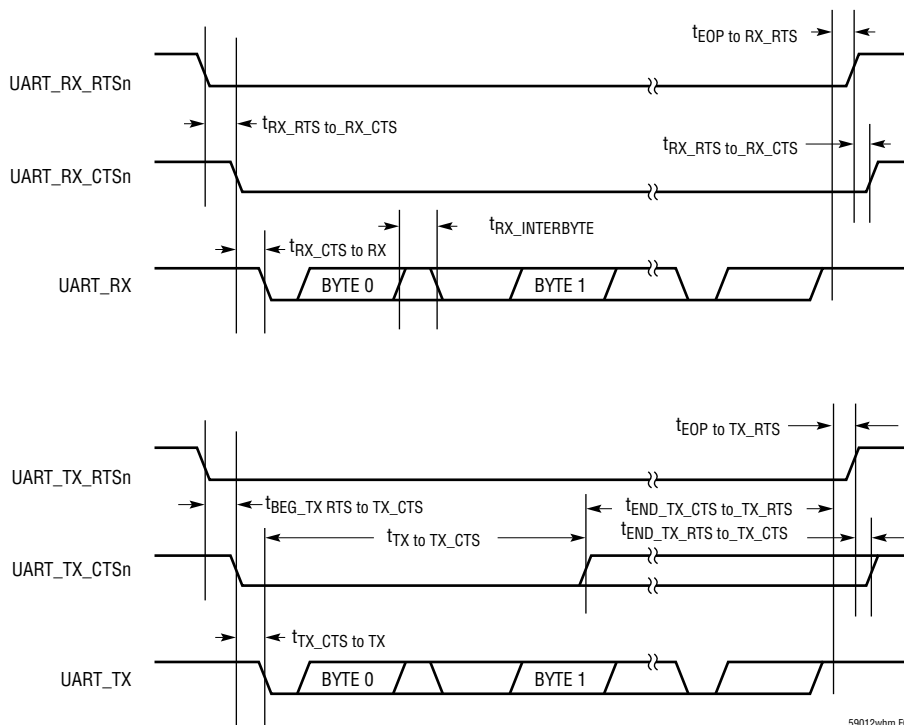 tEOP to RX_RTS
UART_RX_RTSn
tRX_RTS to_RX_CTS
tRX_RTS to_RX_CTS
UART_RX_CTSn
tRX_INTERBYTE
tRX_CTS to RX
UART_RX
BYTE 0
BYTE 1
tEOP to TX_RTS
UART_TX_RTSn
tBEG_TX RTS to TX_CTS
tEND_TX_CTS to_TX_RTS
tTX to TX_CTS
tEND_TX_RTS to_TX_CTS
UART_TX_CTSn
tTX_CTS to TX
UART_TX
BYTE 0
BYTE 1
59012whm